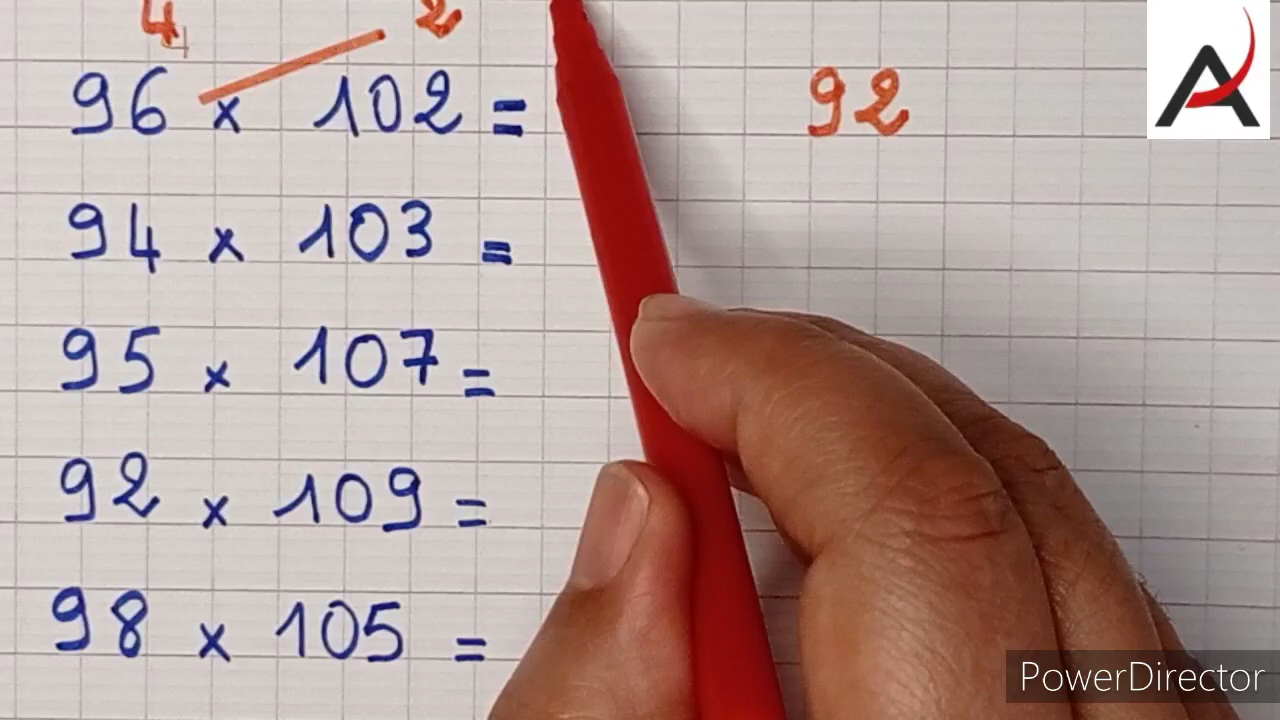 4 2
96 x 102 = 92
94 x 103 =
95 x 107 =
92 x 109 =
98 x 105 =
PowerDirector